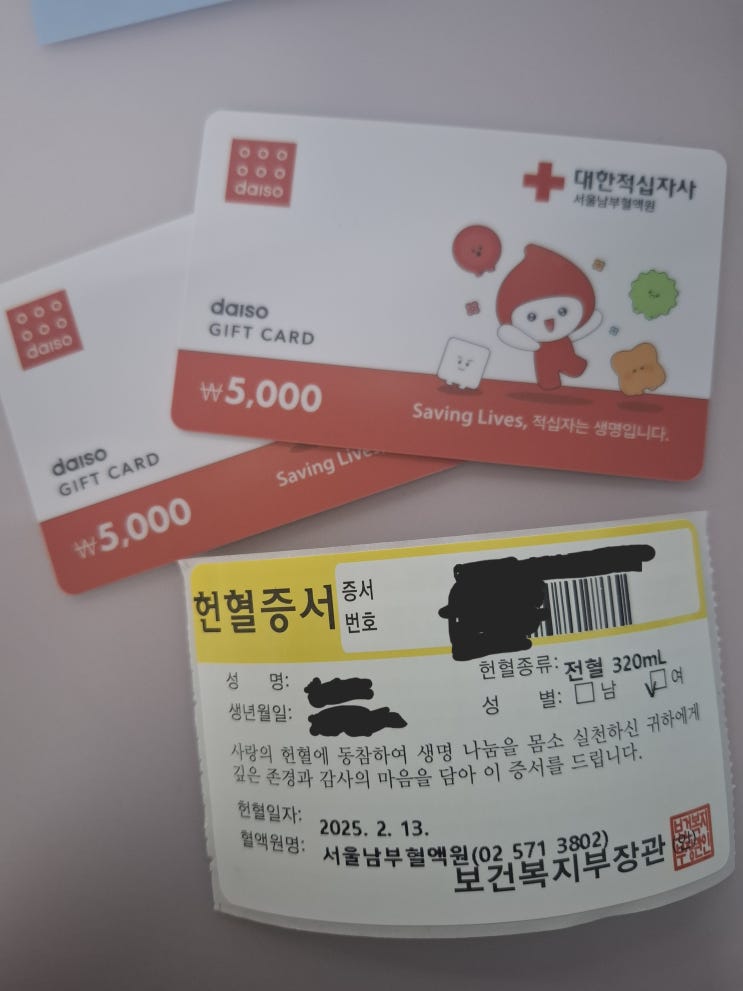 daiso
대한적십자사
서울남부혈액원
daiso
GIFT CARD
₩5,000
Saving Lives, 적십자는 생명입니다.
daiso
daiso
GIFT CARD
₩5,000
Saving Lives,
헌혈증서
증서
번호
성 명:
생년월일:
헌혈종류: 전혈 320mL
성 별: □남 □여
사랑의 헌혈에 동참하여 생명 나눔을 몸소 실천하신 귀하에게
깊은 존경과 감사의 마음을 담아 이 증서를 드립니다.
헌혈일자: 2025. 2. 13.
혈액원명: 서울남부혈액원(02 571 3802)
보건복지부장관